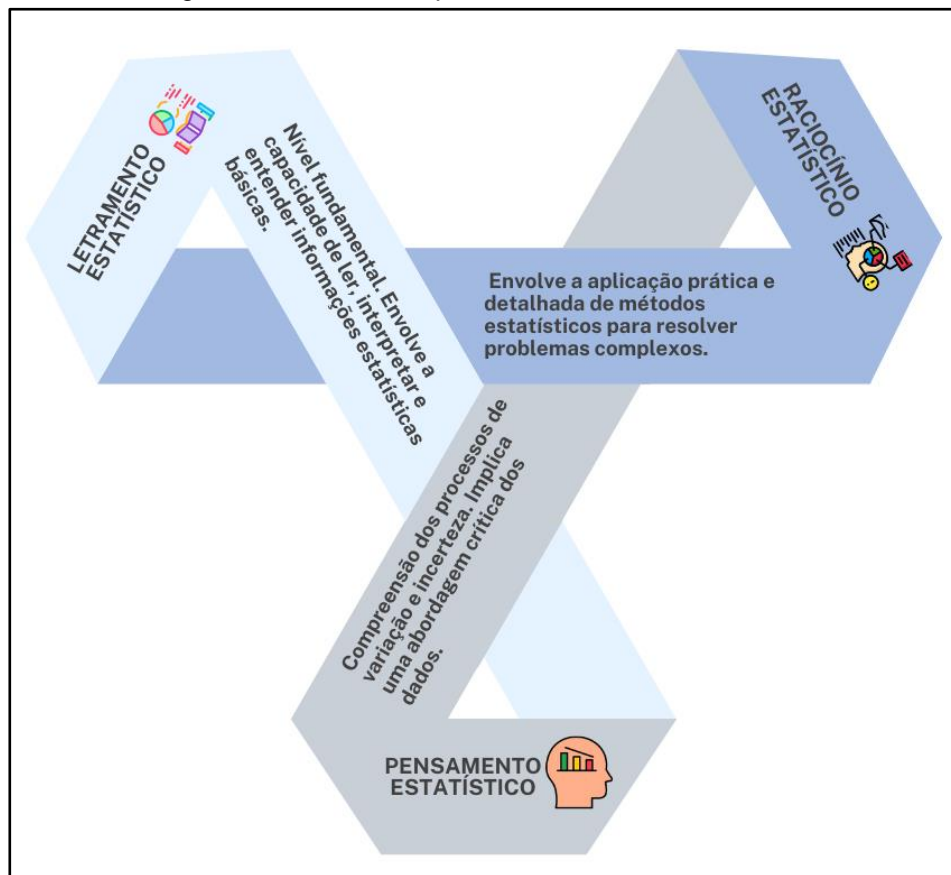 LETRAMENTO
ESTATÍSTICO
Nível fundamental. Envolve a
capacidade de ler, interpretar e
entender informações estatísticas
básicas.
RACIOCÍNIO
ESTATÍSTICO
Envolve a aplicação prática e
detalhada de métodos
estatísticos para resolver
problemas complexos.
Compreensão dos processos de
variação e incerteza. Implica
uma abordagem crítica dos
dados.
PENSAMENTO
ESTATÍSTICO